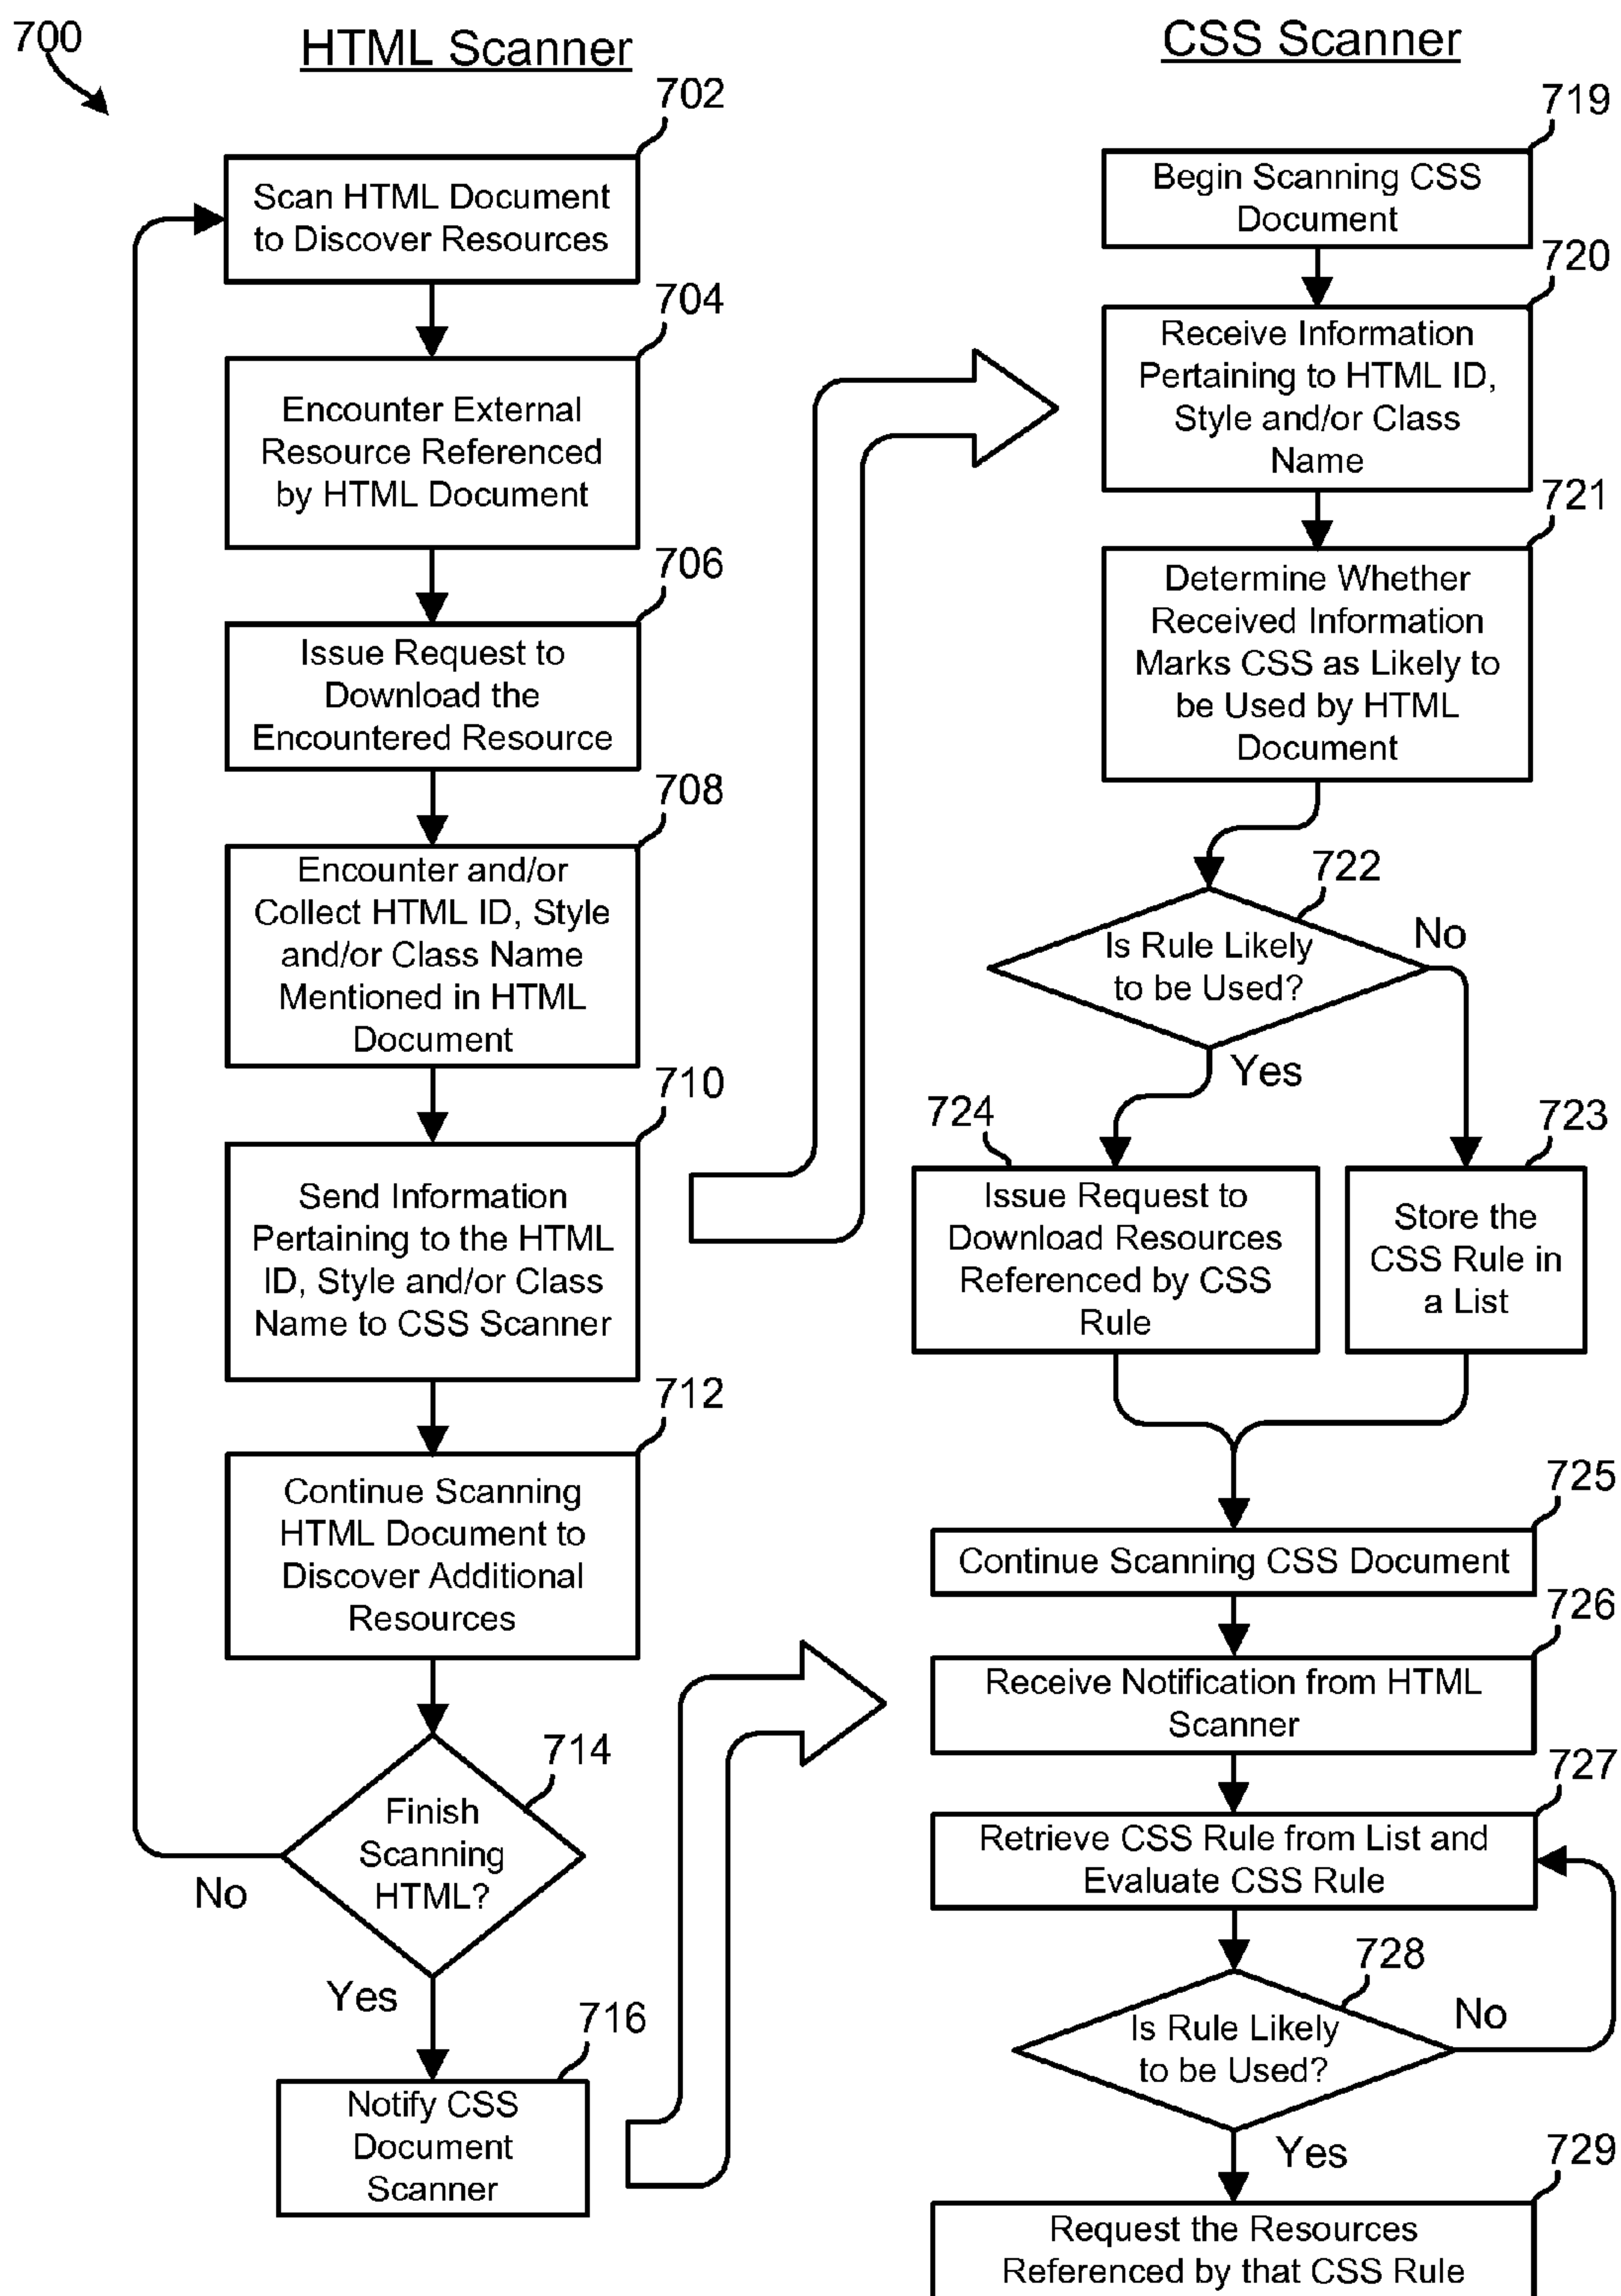 700
HTML Scanner
702
Scan HTML Document
to Discover Resources
704
Encounter External
Resource Referenced
by HTML Document
706
Issue Request to
Download the
Encountered Resource
708
Encounter and/or
Collect HTML ID, Style
and/or Class Name
Mentioned in HTML
Document
710
Send Information
Pertaining to the HTML
ID, Style and/or Class
Name to CSS Scanner
712
Continue Scanning
HTML Document to
Discover Additional
Resources
714
Finish
Scanning
HTML?
No
Yes
716
Notify CSS
Document
Scanner
CSS Scanner
719
Begin Scanning CSS
Document
720
Receive Information
Pertaining to HTML ID,
Style and/or Class
Name
721
Determine Whether
Received Information
Marks CSS as Likely to
be Used by HTML
Document
722
Is Rule Likely
to be Used?
No
Yes
724
Issue Request to
Download Resources
Referenced by CSS
Rule
723
Store the
CSS Rule in
a List
725
Continue Scanning CSS Document
726
Receive Notification from HTML
Scanner
727
Retrieve CSS Rule from List and
Evaluate CSS Rule
728
Is Rule Likely
to be Used?
No
Yes
729
Request the Resources
Referenced by that CSS Rule